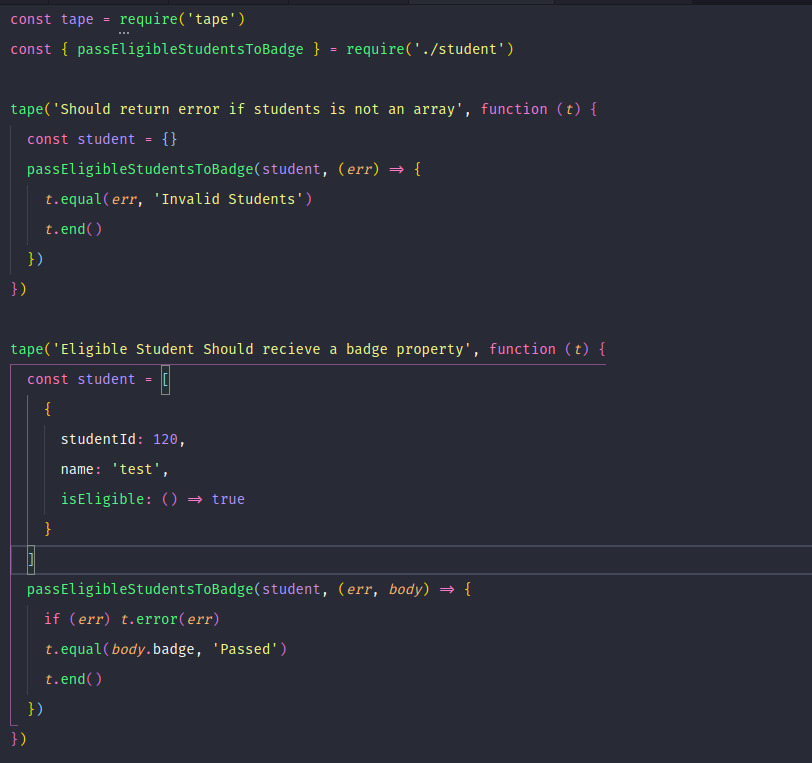 const tape = require('tape')
const { passEligibleStudentsToBadge } = require('./student')
tape('Should return error if students is not an array', function (t) {
const student = {}
passEligibleStudentsToBadge(student, (err) => {
t.equal(err, 'Invalid Students')
t.end()
})
})
tape('Eligible Student Should recieve a badge property', function (t) {
const student = [
{
studentId: 120,
name: 'test',
isEligible: () => true
}
]
passEligibleStudentsToBadge(student, (err, body) => {
if (err) t.error(err)
t.equal(body.badge, 'Passed')
t.end()
})
})